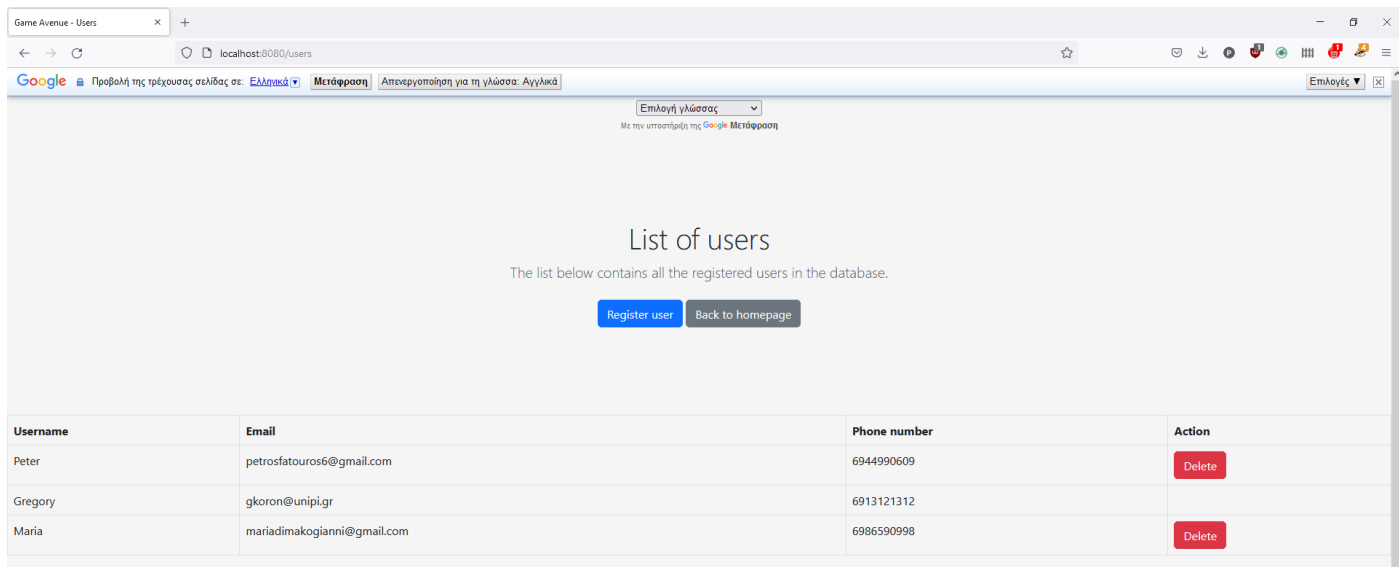 Game Avenue - Users
localhost:8080/users
Google Προβολή της τρέχουσας σελίδας σε: Ελληνικά Μετάφραση Απενεργοποίηση για τη γλώσσα: Αγγλικά Επιλογές ▼
Επιλογή γλώσσας
Με την υποστήριξη της Google Μετάφραση
List of users
The list below contains all the registered users in the database.
Register user Back to homepage
Username Email Phone number Action
Peter petrosfatouros6@gmail.com 6944990609 Delete
Gregory gkoron@unipi.gr 6913121312
Maria mariadimakogianni@gmail.com 6986590998 Delete